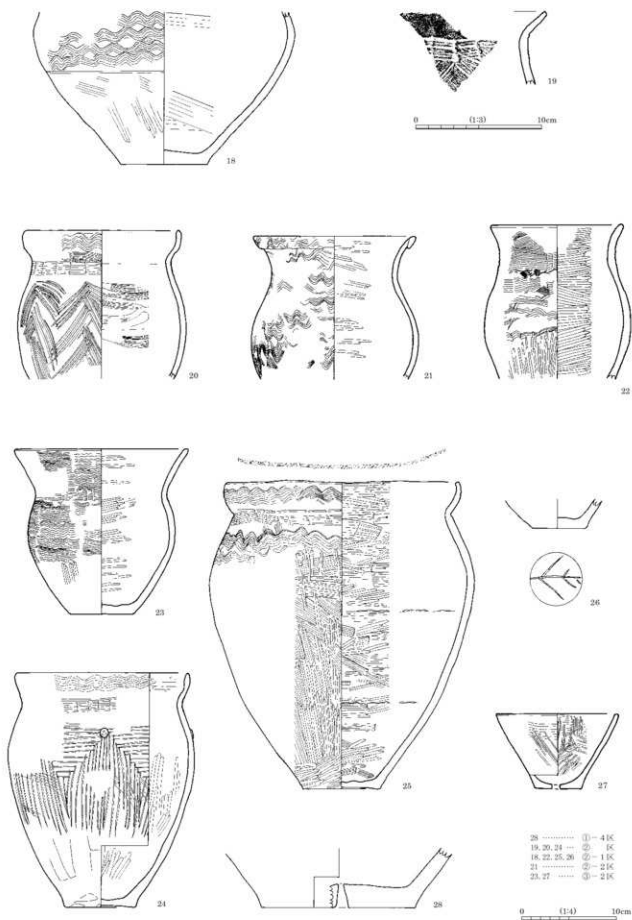 18
19
0 (1:3) 10cm
20
21
22
23
24
25
26
27
28
28 ………… ①－4区
19.20.24 … ②　区
18.22.25.26 ②－1区
21 ………… ②－2区
23.27 …… ③－2区
0 (1:4) 10cm